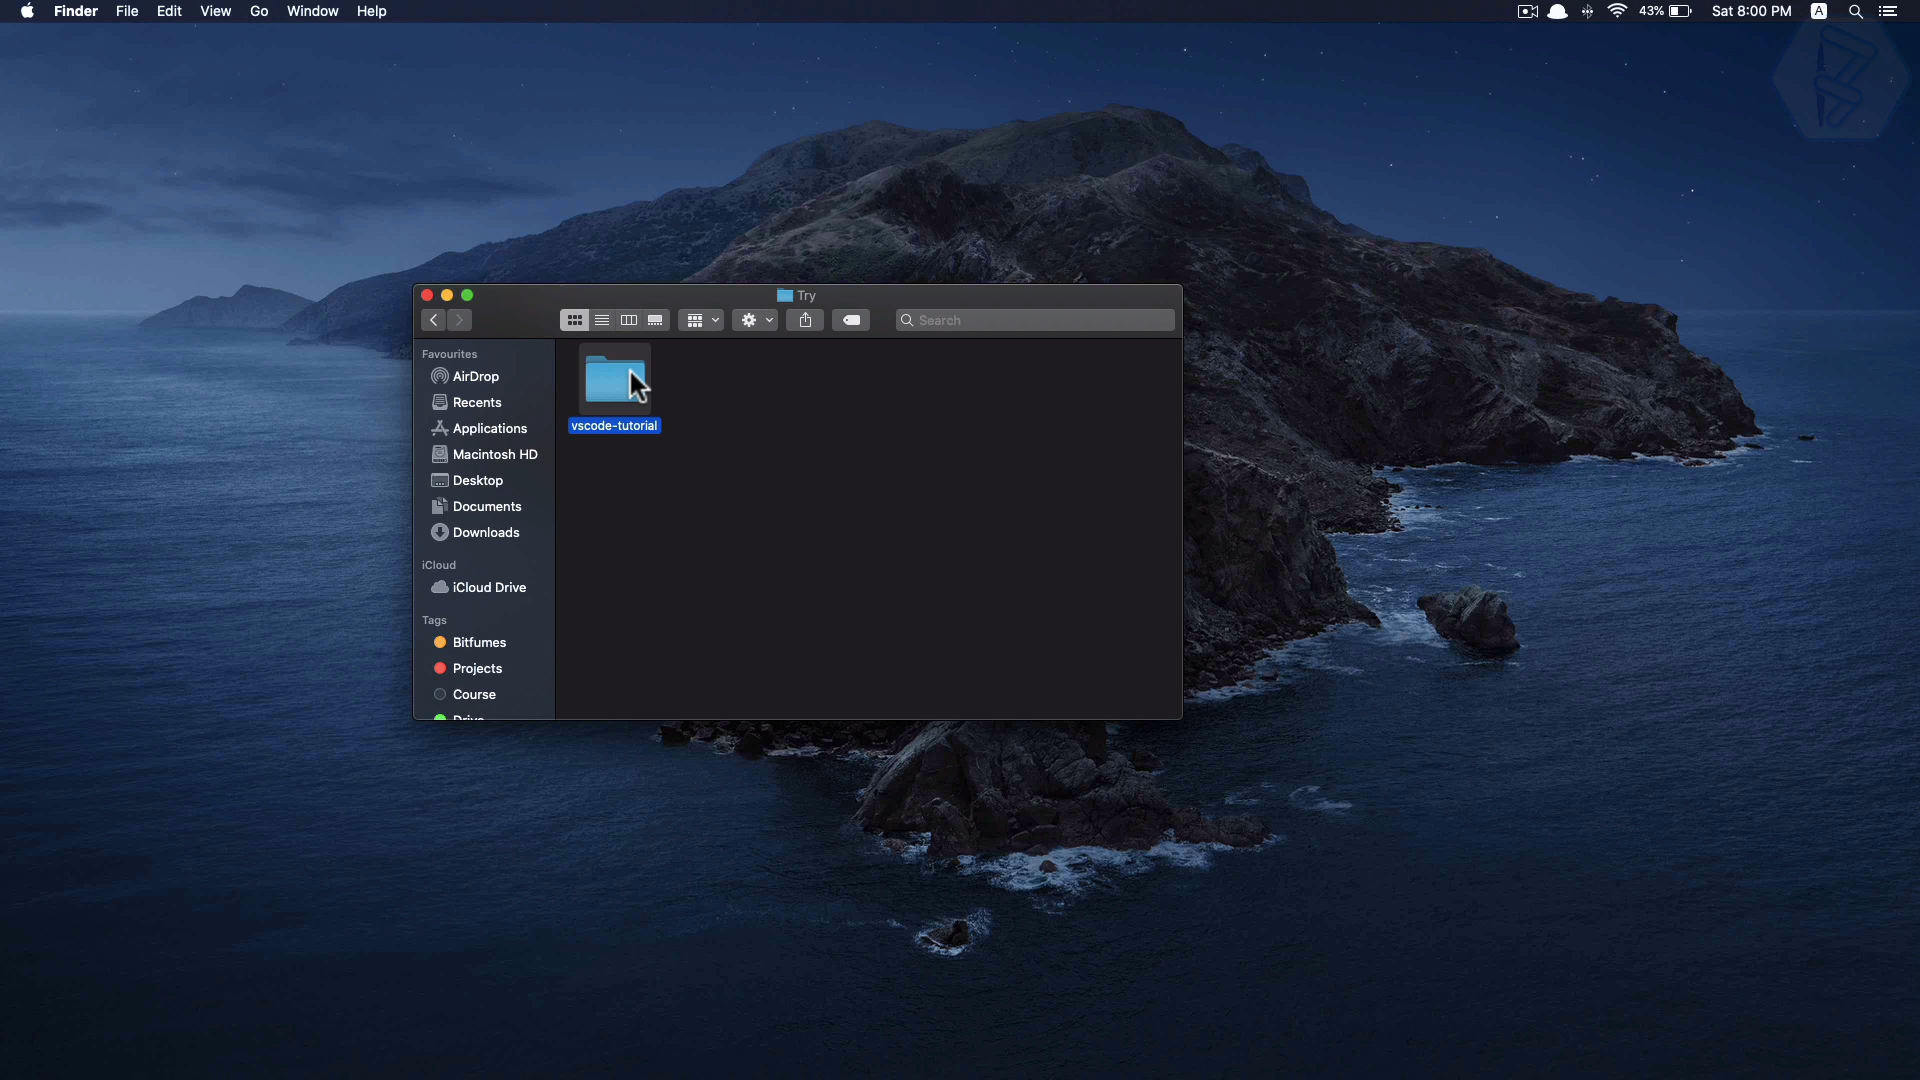 Finder File Edit View Go Window Help 43% Sat 8:00 PM A
Try
Search
Favourites
AirDrop
Recents
Applications
Macintosh HD
Desktop
Documents
Downloads
iCloud
iCloud Drive
Tags
Bitfumes
Projects
Course
Drive
vscode-tutorial